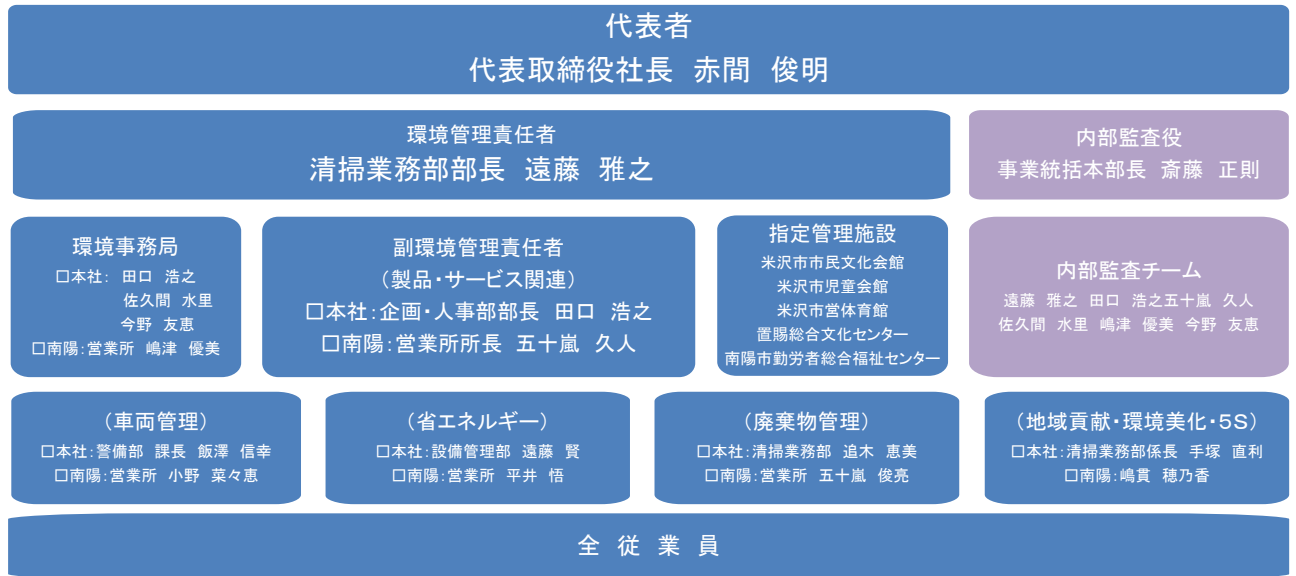 代表者
代表取締役社長 赤間 俊明
環境管理責任者
清掃業務部部長 遠藤 雅之
内部監査役
事業統括本部長 斎藤 正則
環境事務局
□本社： 田口 浩之
佐久間 水里
今野 友恵
□南陽：営業所 嶋津 優美
副環境管理責任者
（製品・サービス関連）
□本社：企画・人事部部長 田口 浩之
□南陽：営業所所長 五十嵐 久人
指定管理施設
米沢市市民文化会館
米沢市児童会館
米沢市営体育館
置賜総合文化センター
南陽市勤労者総合福祉センター
内部監査チーム
遠藤 雅之 田口 浩之五十嵐 久人
佐久間 水里 嶋津 優美 今野 友恵
（車両管理）
□本社：警備部 課長 飯澤 信幸
□南陽：営業所 小野 菜々恵
（省エネルギー）
□本社：設備管理部 遠藤 賢
□南陽：営業所 平井 悟
（廃棄物管理）
□本社：清掃業務部 追木 恵美
□南陽：営業所 五十嵐 俊亮
（地域貢献・環境美化・5S）
□本社：清掃業務部係長 手塚 直利
□南陽：嶋貫 穂乃香
全 従 業 員